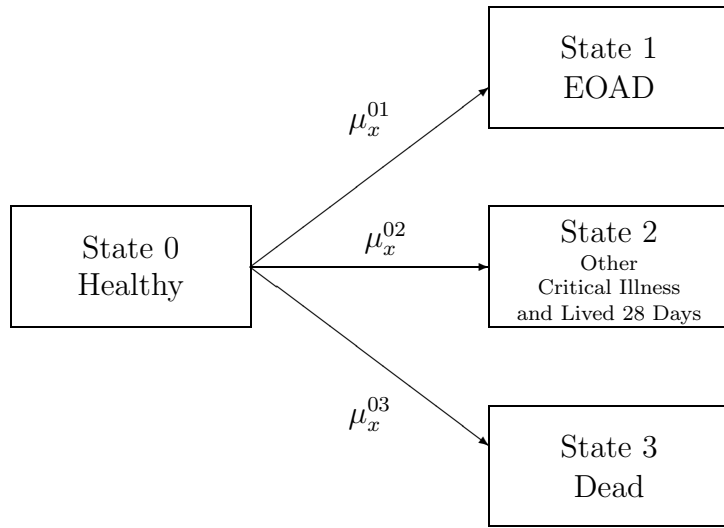 State 1
EOAD
μ_x^{01}
State 0
Healthy
μ_x^{02}
State 2
Other
Critical Illness
and Lived 28 Days
μ_x^{03}
State 3
Dead